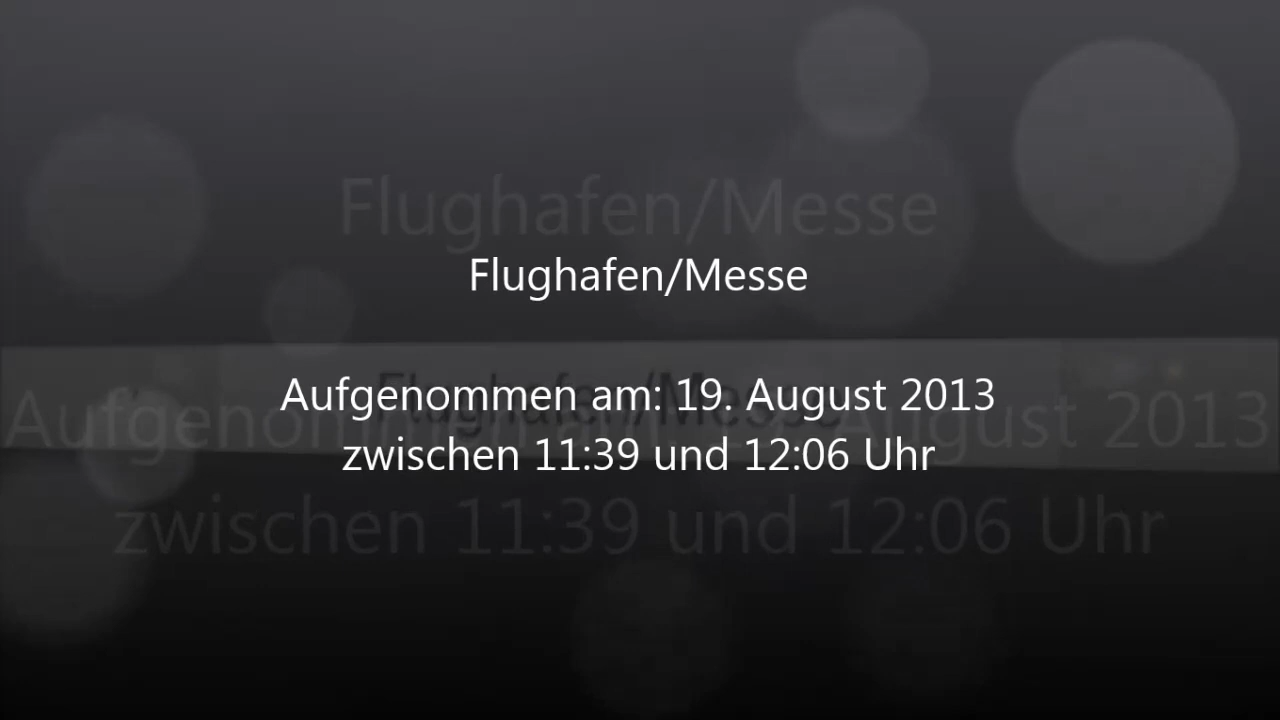 Flughafen/Messe
Aufgenommen am: 19. August 2013
zwischen 11:39 und 12:06 Uhr